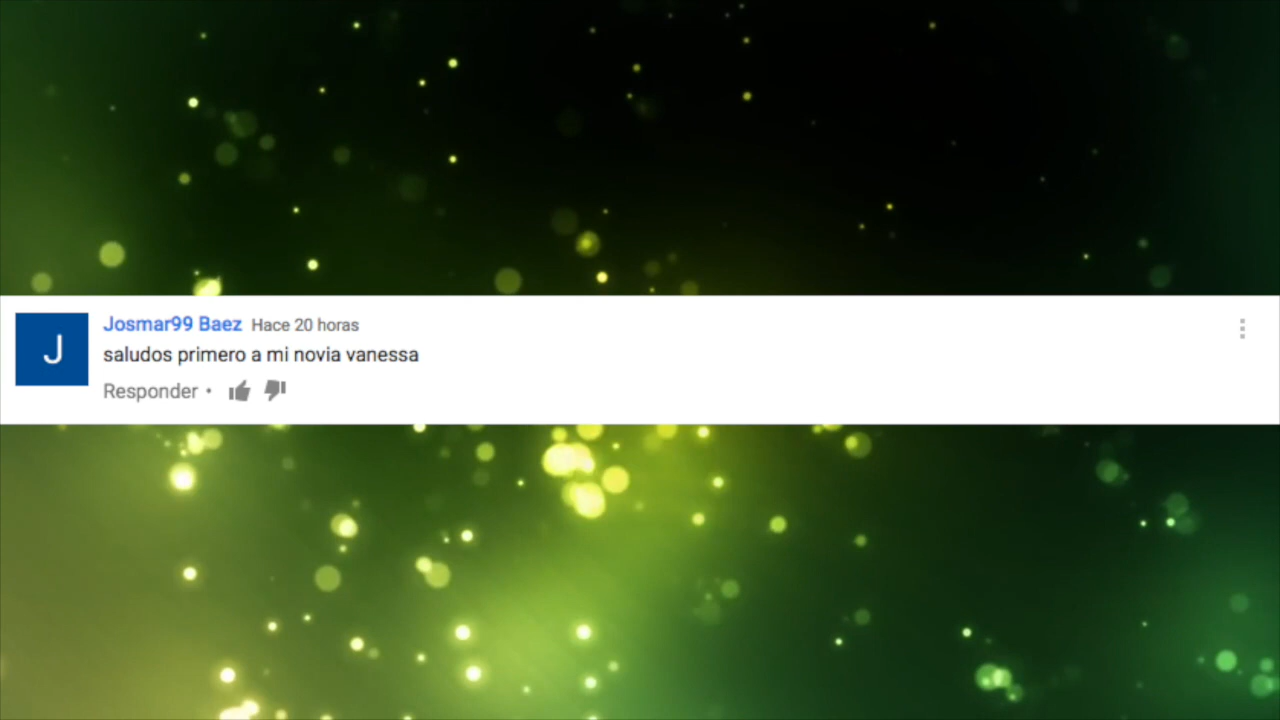 J
Josmar99 Baez Hace 20 horas
saludos primero a mi novia vanessa
Responder •